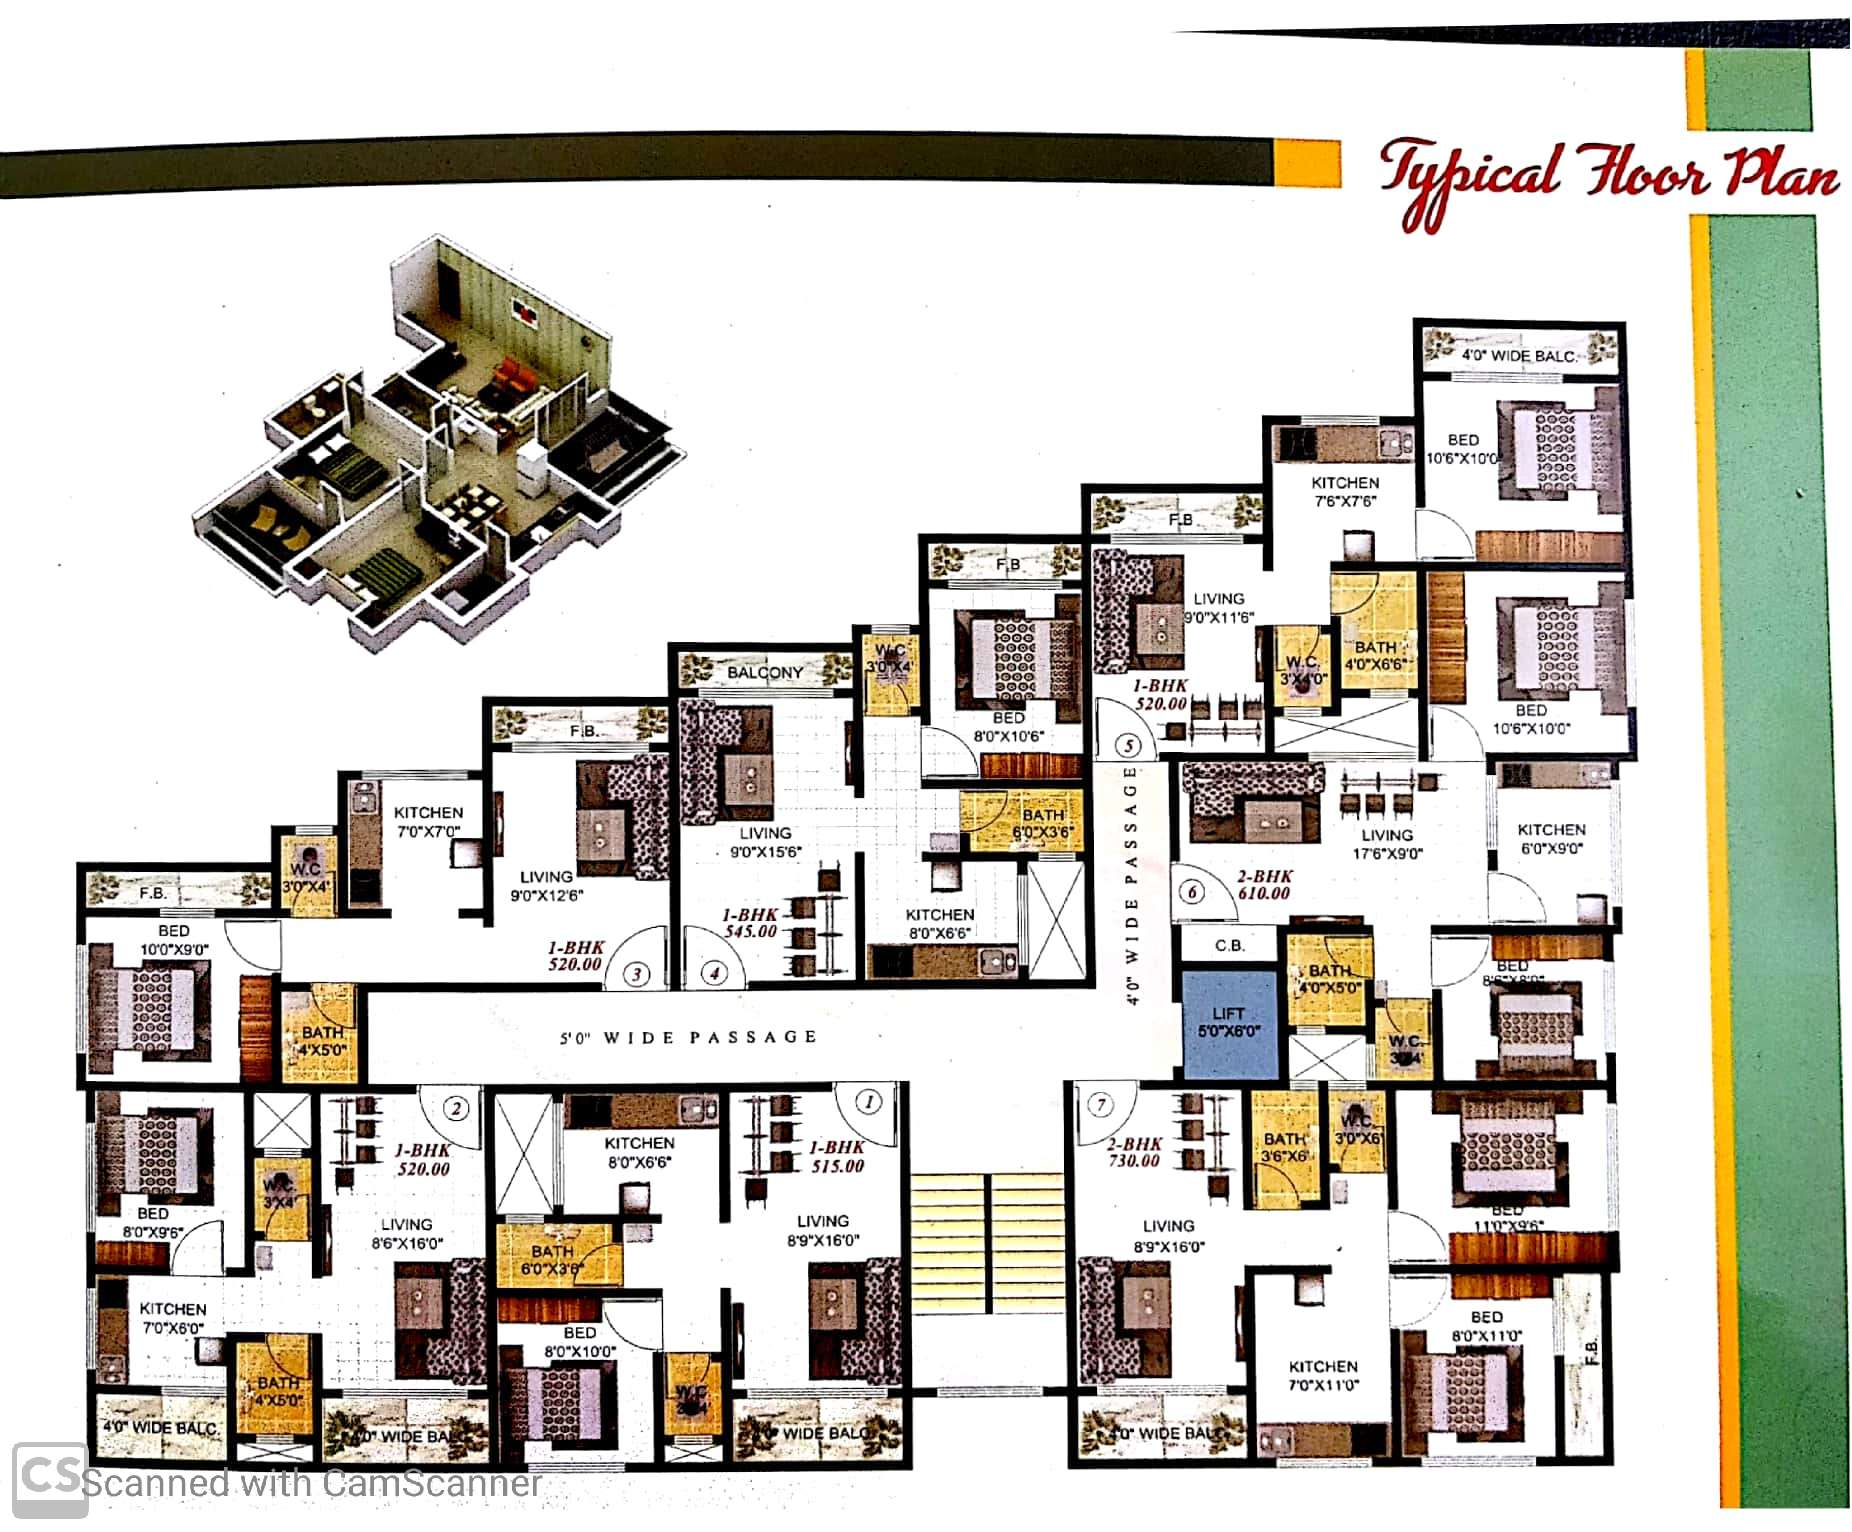 Typical Floor Plan
4'0" WIDE BALC.
BED
10'6"X10'0
KITCHEN
7'6"X7'6"
F.B
LIVING
9'0"X11'6"
1-BHK
520.00
5
W.C.
3'X4'0"
BATH
4'0"X6'6"
BED
10'6"X10'0"
F.B
BED
8'0"X10'6"
W.C
3'0"X4'
BATH
6'0"X3'6"
BALCONY
LIVING
9'0"X15'6"
1-BHK
545.00
4
KITCHEN
8'0"X6'6"
F.B.
LIVING
9'0"X12'6"
1-BHK
520.00
3
KITCHEN
7'0"X7'0"
W.C.
3'0"X4'
F.B.
BED
10'0"X9'0"
BATH
4'X5'0"
5'0" WIDE PASSAGE
4'0" WIDE PASSAGE
LIVING
17'6"X9'0"
2-BHK
610.00
6
KITCHEN
6'0"X9'0"
C.B.
LIFT
5'0"X6'0"
BATH
4'0"X5'0"
W.C.
BED
8'6"X8'0"
2
1-BHK
520.00
LIVING
8'6"X16'0"
W.C.
3'X4'
BED
8'0"X9'6"
KITCHEN
7'0"X6'0"
BATH
4'X5'0"
4'0" WIDE BALC.
4'0" WIDE BALC
KITCHEN
8'0"X6'6"
1
1-BHK
515.00
LIVING
8'9"X16'0"
BATH
6'0"X3'6"
BED
8'0"X10'0"
W.C.
4'0" WIDE BALC
7
2-BHK
730.00
LIVING
8'9"X16'0"
BATH
3'6"X6'
W.C.
3'0"X6'
BED
11'0"X9'6"
BED
8'0"X11'0"
F.B.
KITCHEN
7'0"X11'0"
4'0" WIDE BALC
CS Scanned with CamScanner